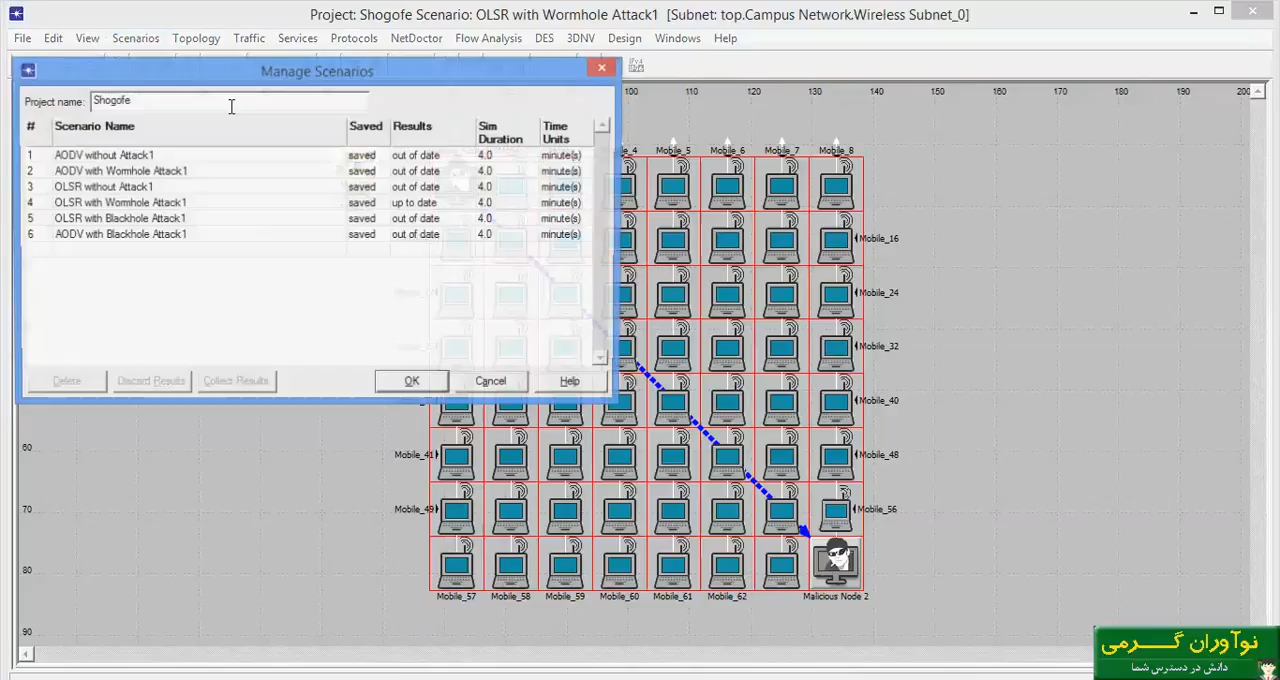 Project: Shogofe Scenario: OLSR with Wormhole Attack1 [Subnet: top.Campus Network.Wireless Subnet_0]
File Edit View Scenarios Topology Traffic Services Protocols NetDoctor Flow Analysis DES 3DNV Design Windows Help
Manage Scenarios
Project name: Shogofe
# Scenario Name Saved Results Sim Duration Time Units
1 AODV without Attack1 saved out of date 4.0 minute(s)
2 AODV with Wormhole Attack1 saved out of date 4.0 minute(s)
3 OLSR without Attack1 saved out of date 4.0 minute(s)
4 OLSR with Wormhole Attack1 saved up to date 4.0 minute(s)
5 OLSR with Blackhole Attack1 saved out of date 4.0 minute(s)
6 AODV with Blackhole Attack1 saved out of date 4.0 minute(s)
Delete Discard Results Collect Results OK Cancel Help
100 110 120 130 140 150 160 170 180 190 200
_4 Mobile_5 Mobile_6 Mobile_7 Mobile_8
Mobile_16
Mobile_24
Mobile_32
Mobile_40
60 Mobile_41 Mobile_48
70 Mobile_49 Mobile_56
80
Mobile_57 Mobile_58 Mobile_59 Mobile_60 Mobile_61 Mobile_62 Malicious Node 2
90
نوآوران گرمی
دانش در دسترس شما